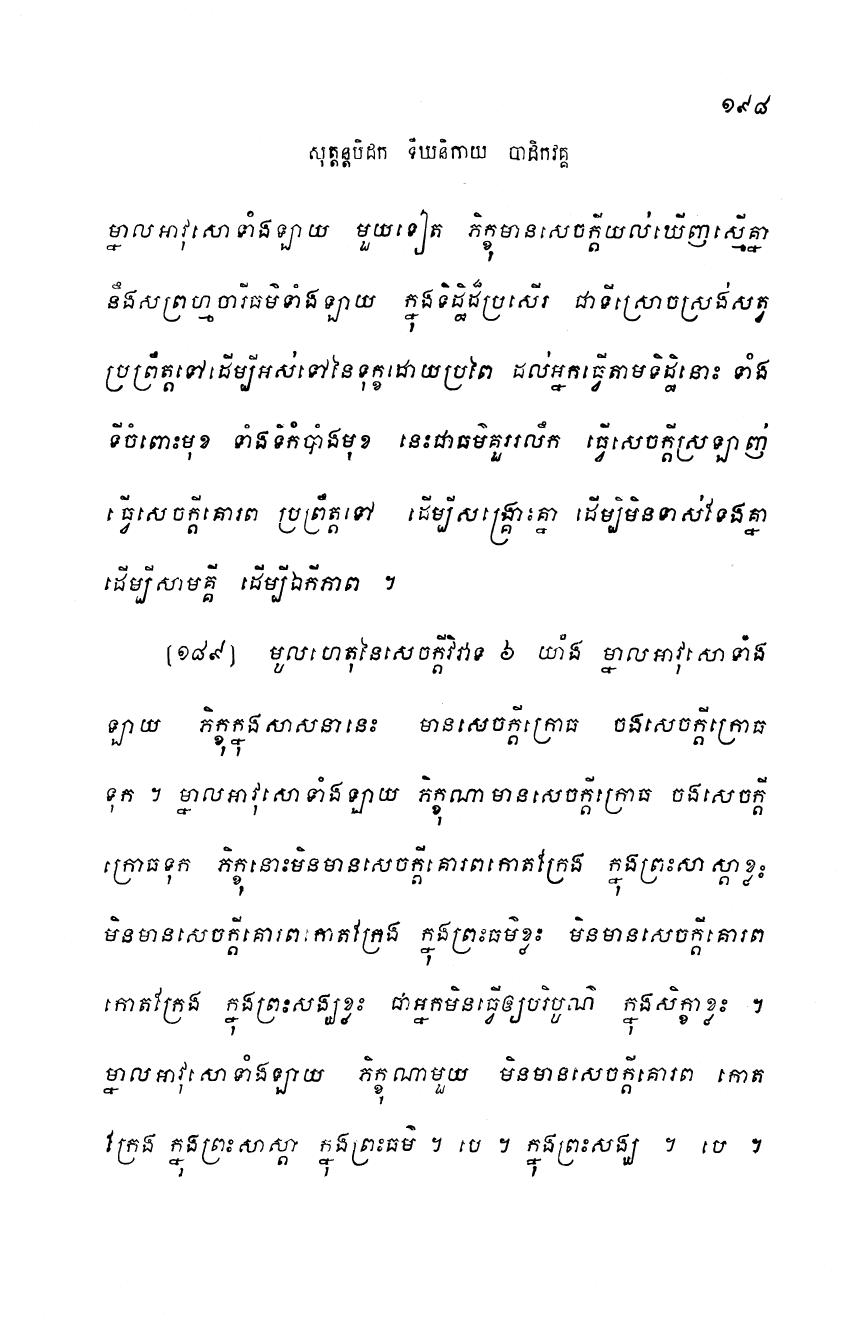 ១៩៨
សុត្តន្តបិដក ទីឃនិកាយ បាដិកវគ្គ
ម្នាលអាវុសោទាំងឡាយ មួយទៀត ភិក្ខុមានសេចក្តីយល់ឃើញស្មើគ្នា
នឹងសព្រហ្មចារីធម៌ទាំងឡាយ ក្នុងទិដ្ឋិដ៏ប្រសើរ ជាទីស្រោចស្រង់សត្វ
ប្រព្រឹត្តទៅដើម្បីអស់ទៅនៃទុក្ខដោយប្រពៃ ដល់អ្នកធ្វើតាមទិដ្ឋិនោះ ទាំង
ទីចំពោះមុខ ទាំងទីកំបាំងមុខ នេះជាធម៌គួររលឹក ធ្វើសេចក្តីស្រឡាញ់
ធ្វើសេចក្តីគោរព ប្រព្រឹត្តទៅ ដើម្បីសង្គ្រោះគ្នា ដើម្បីមិនទាស់ទែងគ្នា
ដើម្បីសាមគ្គី ដើម្បីឯកីភាព ។
(១៨៩) មូលហេតុនៃសេចក្តីវិវាទ ៦ យ៉ាង ម្នាលអាវុសោទាំង
ឡាយ ភិក្ខុក្នុងសាសនានេះ មានសេចក្តីក្រោធ ចងសេចក្តីក្រោធ
ទុក ។ ម្នាលអាវុសោទាំងឡាយ ភិក្ខុណាមានសេចក្តីក្រោធ ចងសេចក្តី
ក្រោធទុក ភិក្ខុនោះមិនមានសេចក្តីគោរពកោតក្រែង ក្នុងព្រះសាស្តាខ្លះ
មិនមានសេចក្តីគោរពកោតក្រែង ក្នុងព្រះធម៌ខ្លះ មិនមានសេចក្តីគោរព
កោតក្រែង ក្នុងព្រះសង្ឃខ្លះ ជាអ្នកមិនធ្វើឲ្យបរិបូណ៌ ក្នុងសិក្ខាខ្លះ ។
ម្នាលអាវុសោទាំងឡាយ ភិក្ខុណាមួយ មិនមានសេចក្តីគោរព កោត
ក្រែង ក្នុងព្រះសាស្តា ក្នុងព្រះធម៌ ។ បេ ។ ក្នុងព្រះសង្ឃ ។ បេ ។